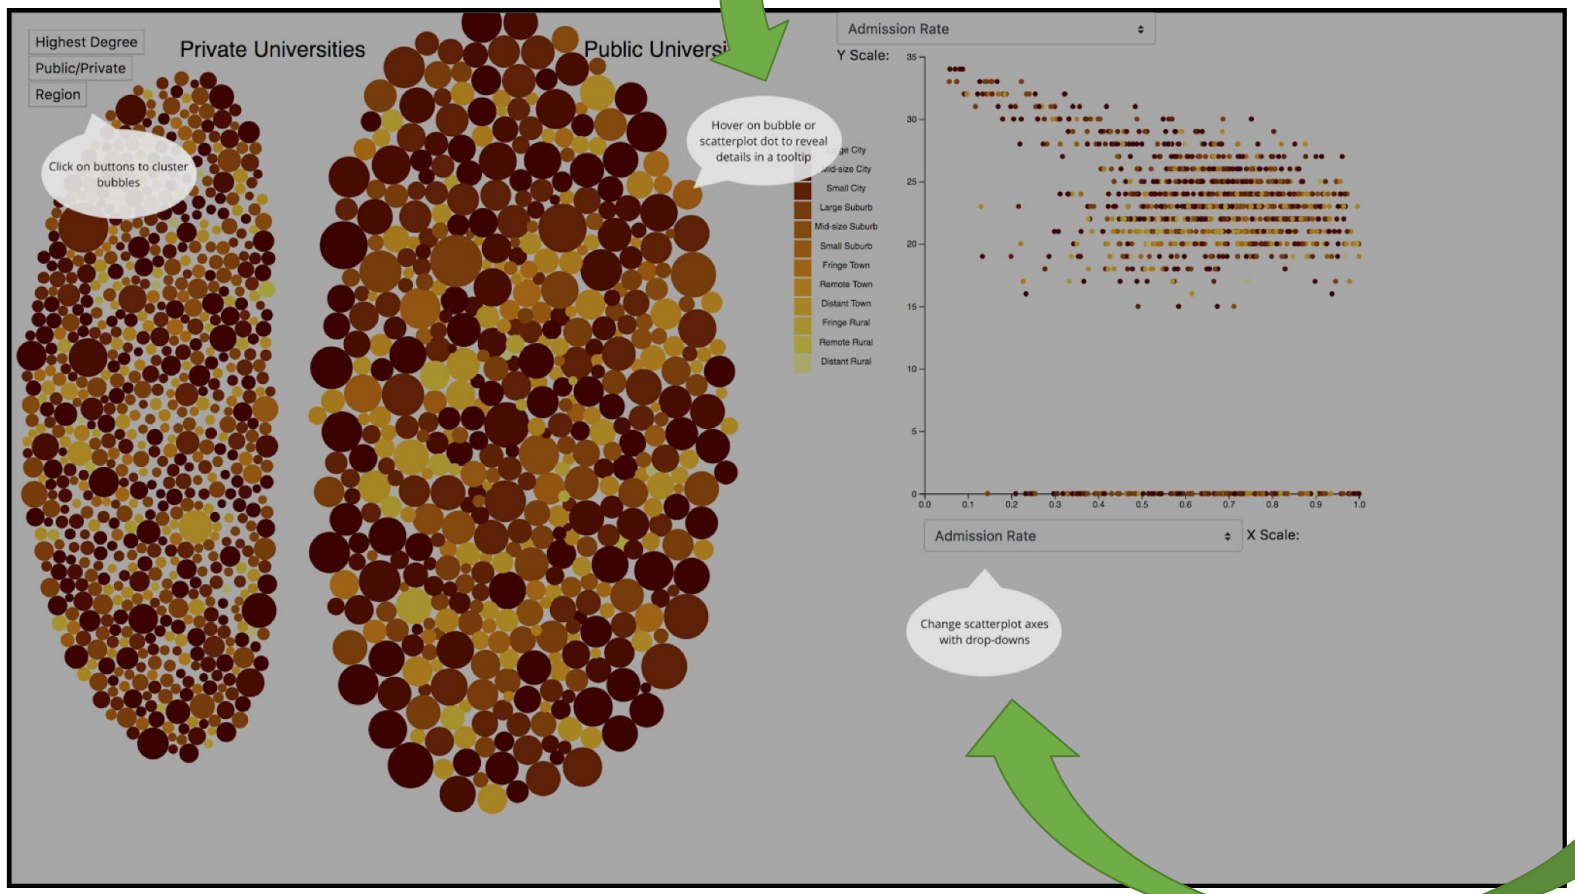 Highest Degree
Public/Private
Region
Private Universities
Public Universi
Click on buttons to cluster
bubbles
Hover on bubble or
scatterplot dot to reveal
details in a tooltip
ge City
Mid-size City
Small City
Large Suburb
Mid-size Suburb
Small Suburb
Fringe Town
Remote Town
Distant Town
Fringe Rural
Remote Rural
Distant Rural
Admission Rate
Y Scale:
35
30
25
20
15
10
5
0
0.0 0.1 0.2 0.3 0.4 0.5 0.6 0.7 0.8 0.9 1.0
Admission Rate X Scale:
Change scatterplot axes
with drop-downs